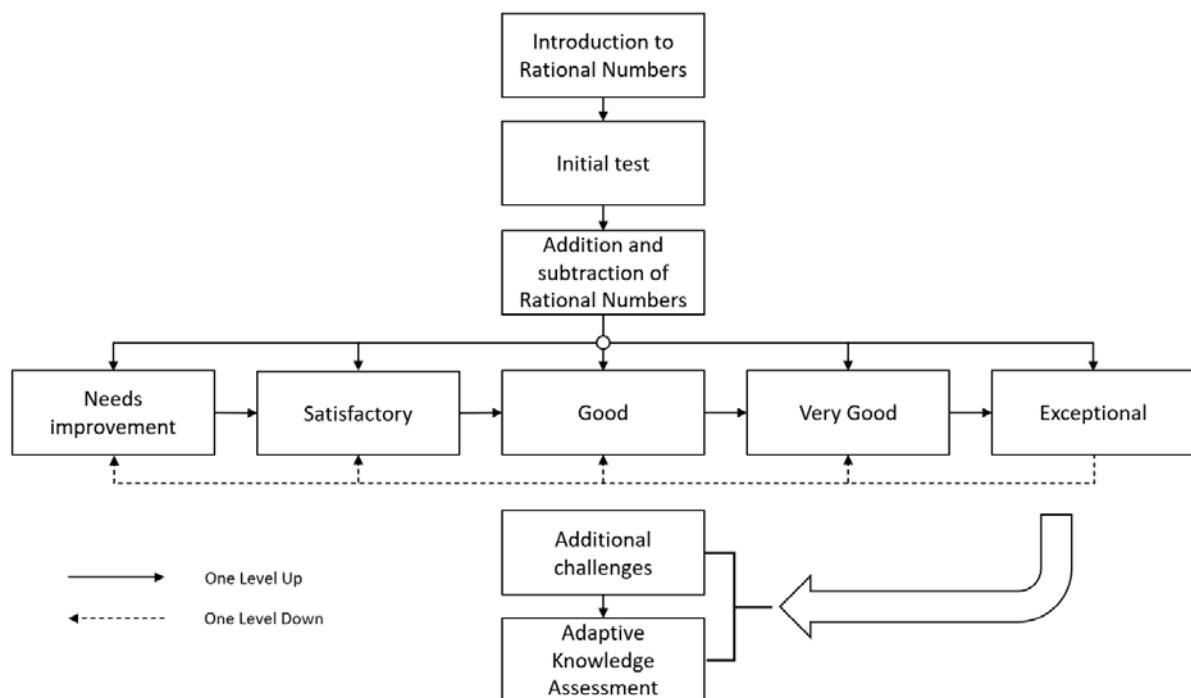 Introduction to
Rational Numbers
Initial test
Addition and
subtraction of
Rational Numbers
Needs
improvement
Satisfactory
Good
Very Good
Exceptional
Additional
challenges
One Level Up
One Level Down
Adaptive
Knowledge
Assessment